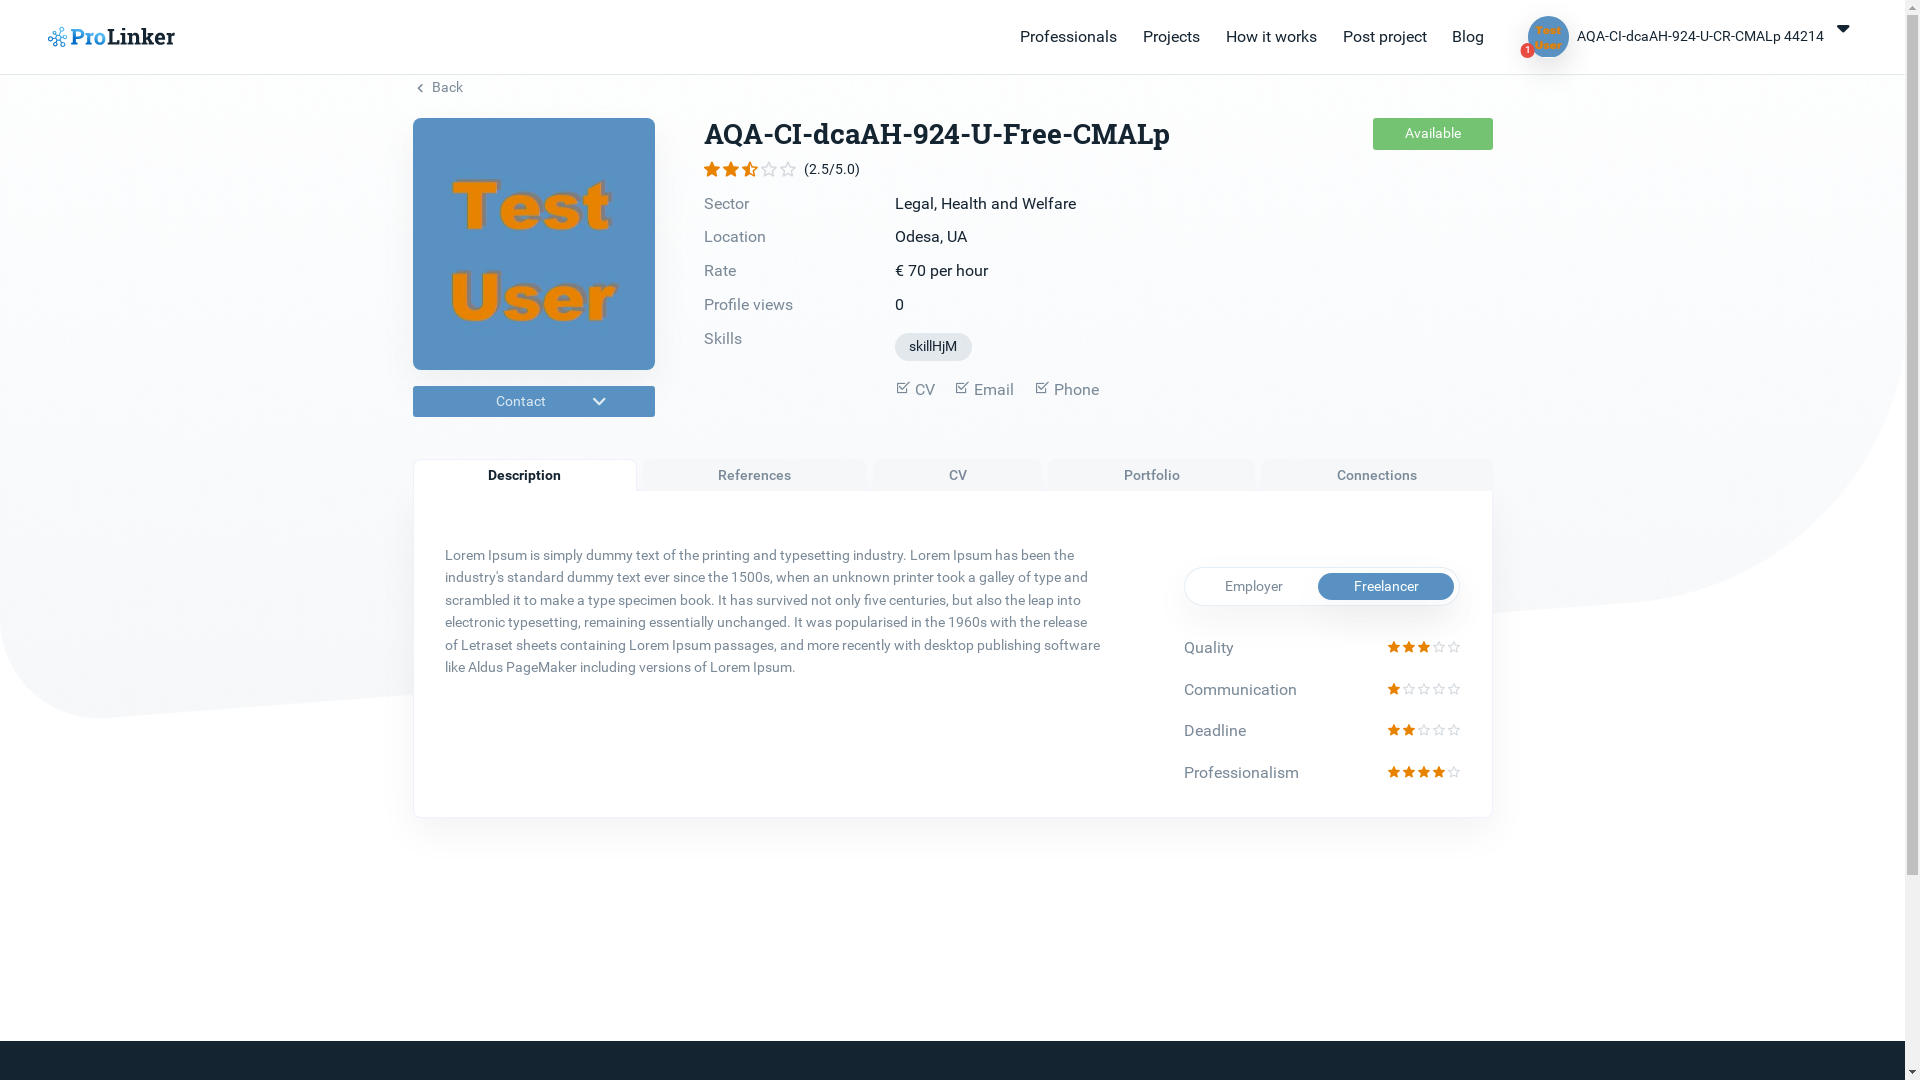 ProLinker
Professionals
Projects
How it works
Post project
Blog
Test
User
1
AQA-CI-dcaAH-924-U-CR-CMALp 44214
Back
Test
User
AQA-CI-dcaAH-924-U-Free-CMALp
Available
(2.5/5.0)
Sector Legal, Health and Welfare
Location Odesa, UA
Rate € 70 per hour
Profile views 0
Skills skillHjM
CV Email Phone
Contact
Description References CV Portfolio Connections
Lorem Ipsum is simply dummy text of the printing and typesetting industry. Lorem Ipsum has been the
industry's standard dummy text ever since the 1500s, when an unknown printer took a galley of type and
scrambled it to make a type specimen book. It has survived not only five centuries, but also the leap into
electronic typesetting, remaining essentially unchanged. It was popularised in the 1960s with the release
of Letraset sheets containing Lorem Ipsum passages, and more recently with desktop publishing software
like Aldus PageMaker including versions of Lorem Ipsum.
Employer Freelancer
Quality
Communication
Deadline
Professionalism